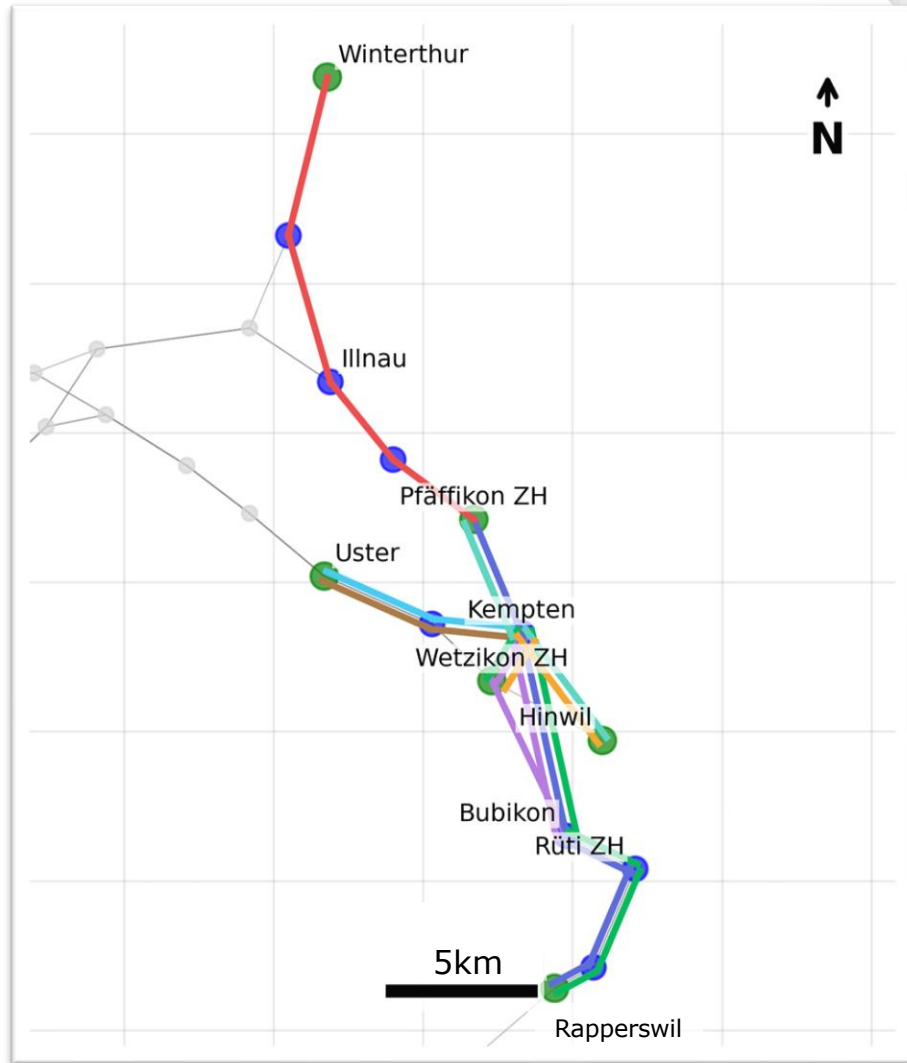 Winterthur
N
Illnau
Pfäffikon ZH
Uster
Kempten
Wetzikon ZH
Hinwil
Bubikon
Rüti ZH
5km
Rapperswil